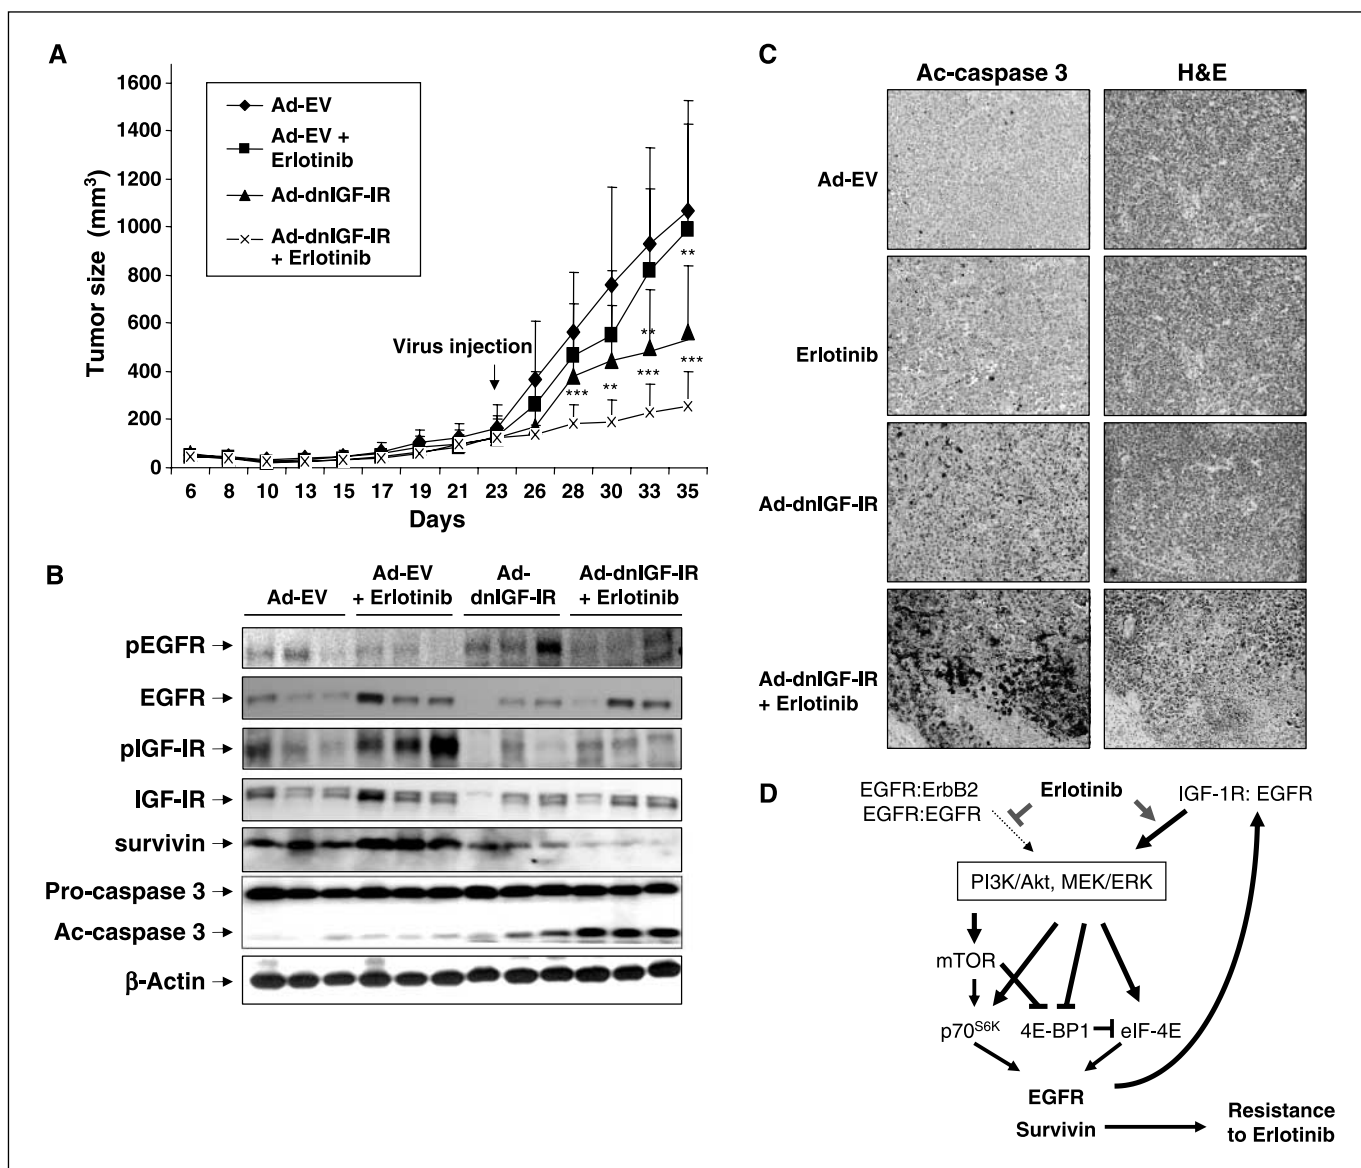 A
Tumor size (mm³)
1600
1400
1200
1000
800
600
400
200
0
Ad-EV
Ad-EV +
Erlotinib
Ad-dnIGF-IR
Ad-dnIGF-IR
+ Erlotinib
Virus injection
**
**
***
**
***
***
6 8 10 13 15 17 19 21 23 26 28 30 33 35
Days
B
Ad-EV
Ad-EV
+ Erlotinib
Ad-
dnIGF-IR
Ad-dnIGF-IR
+ Erlotinib
pEGFR
EGFR
pIGF-IR
IGF-IR
survivin
Pro-caspase 3
Ac-caspase 3
β-Actin
C
Ac-caspase 3
H&E
Ad-EV
Erlotinib
Ad-dnIGF-IR
Ad-dnIGF-IR
+ Erlotinib
D
EGFR:ErbB2
EGFR:EGFR
Erlotinib
IGF-1R: EGFR
PI3K/Akt, MEK/ERK
mTOR
p70S6K
4E-BP1
eIF-4E
EGFR
Survivin
Resistance
to Erlotinib